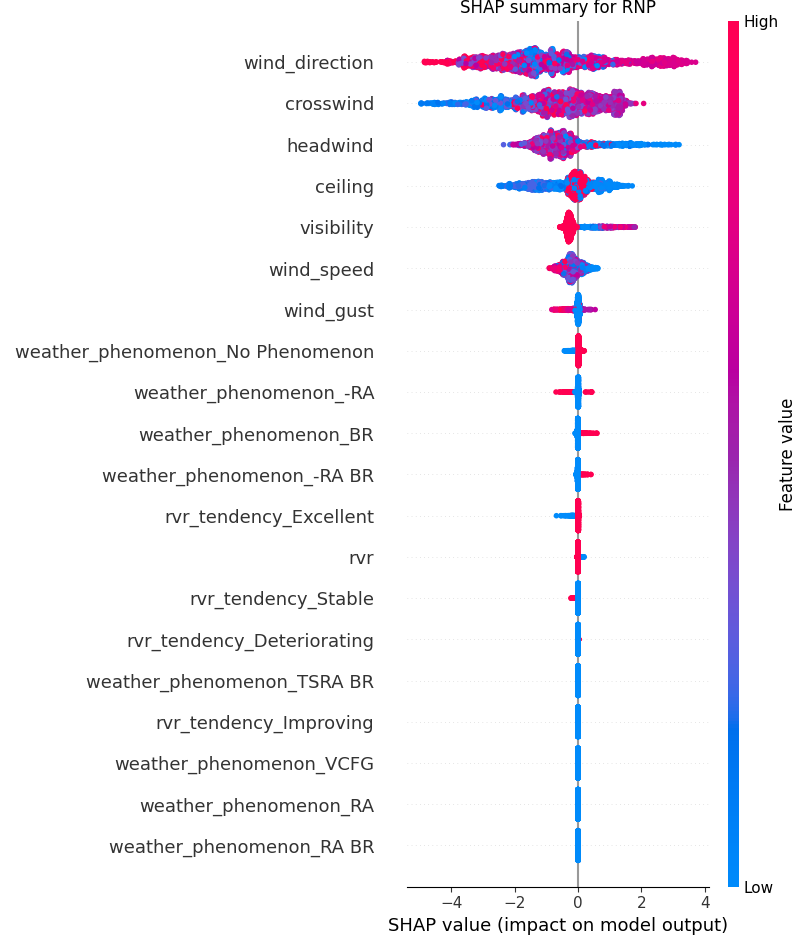 SHAP summary for RNP
High
wind_direction
crosswind
headwind
ceiling
visibility
wind_speed
wind_gust
weather_phenomenon_No Phenomenon
weather_phenomenon_-RA
weather_phenomenon_BR
weather_phenomenon_-RA BR
rvr_tendency_Excellent
rvr
rvr_tendency_Stable
rvr_tendency_Deteriorating
weather_phenomenon_TSRA BR
rvr_tendency_Improving
weather_phenomenon_VCFG
weather_phenomenon_RA
weather_phenomenon_RA BR
Feature value
Low
−4 −2 0 2 4
SHAP value (impact on model output)